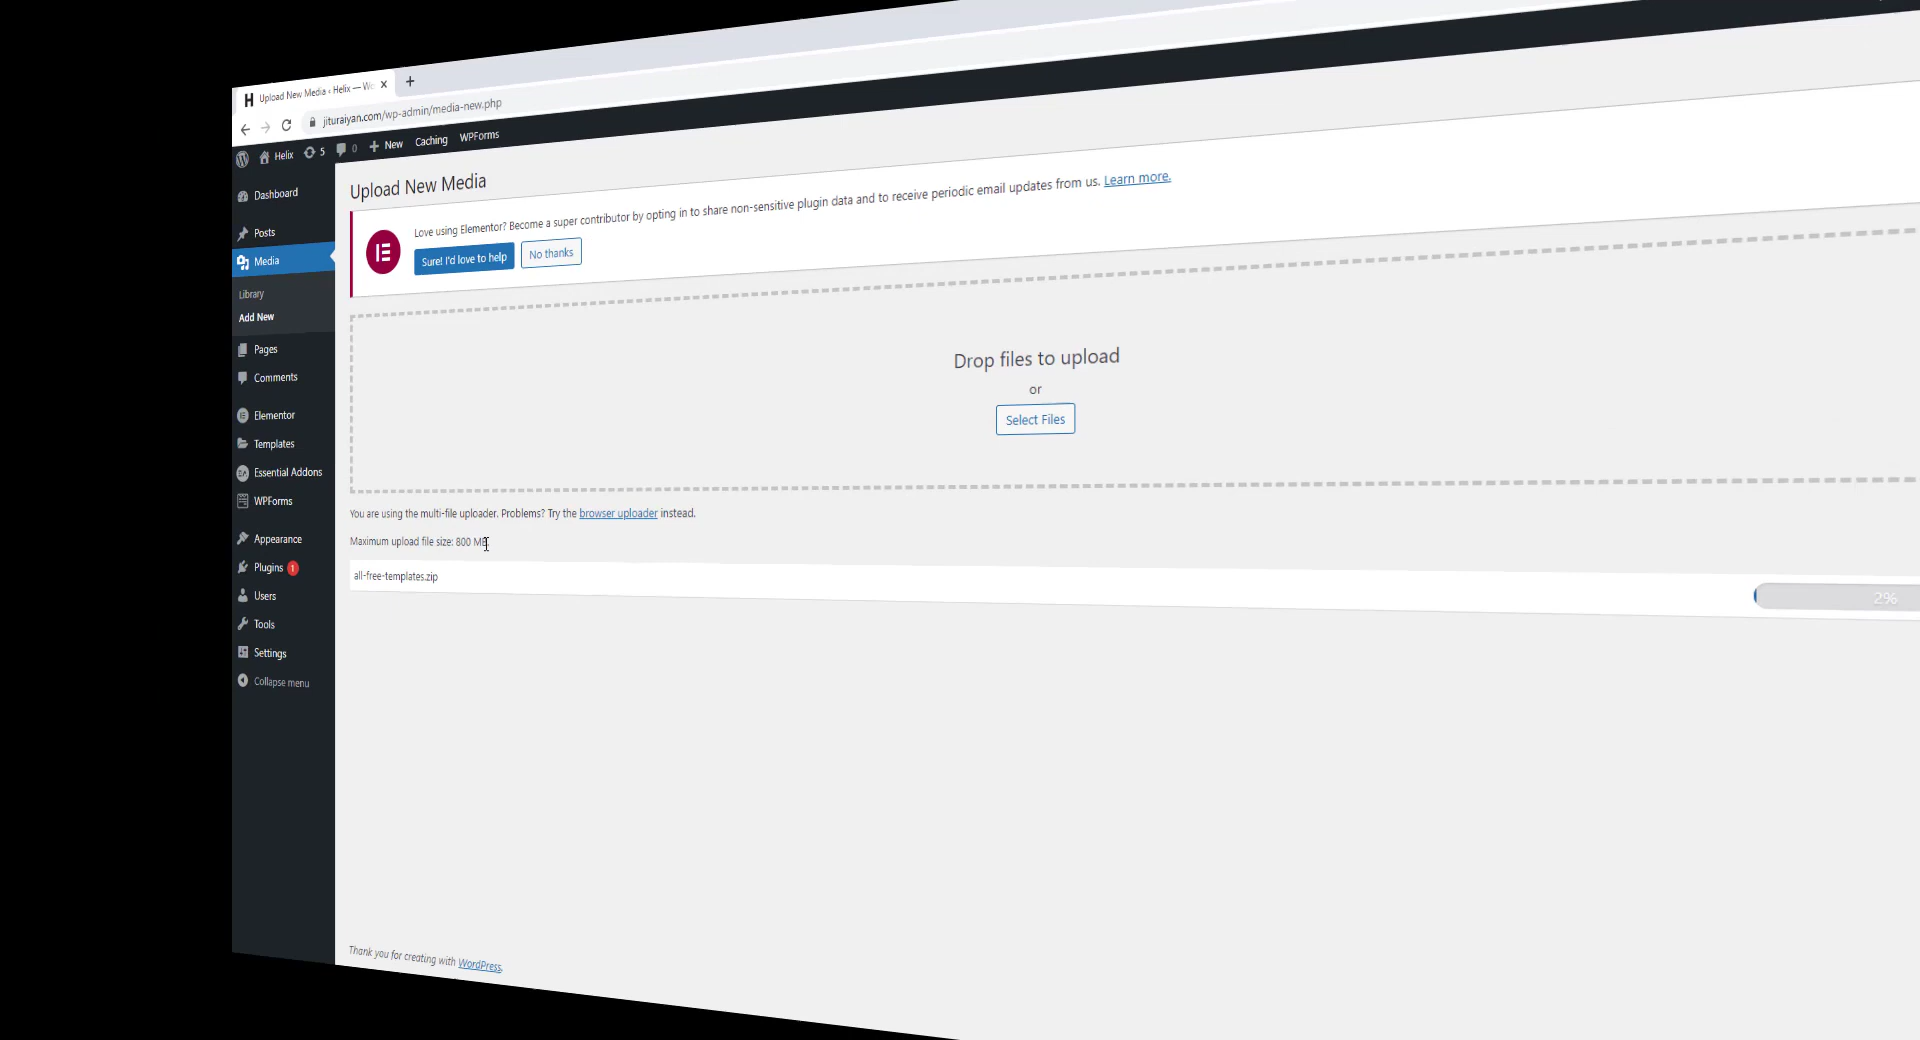 Upload New Media ‹ Helix — W
jituraiyan.com/wp-admin/media-new.php
Helix 5 0 New Caching WPForms
Dashboard
Posts
Media
Library
Add New
Pages
Comments
Elementor
Templates
Essential Addons
WPForms
Appearance
Plugins 1
Users
Tools
Settings
Collapse menu
Upload New Media
Love using Elementor? Become a super contributor by opting in to share non-sensitive plugin data and to receive periodic email updates from us. Learn more.
Sure! I'd love to help
No thanks
Drop files to upload
or
Select Files
You are using the multi-file uploader. Problems? Try the browser uploader instead.
Maximum upload file size: 800 MB
all-free-templates.zip
2%
Thank you for creating with WordPress.